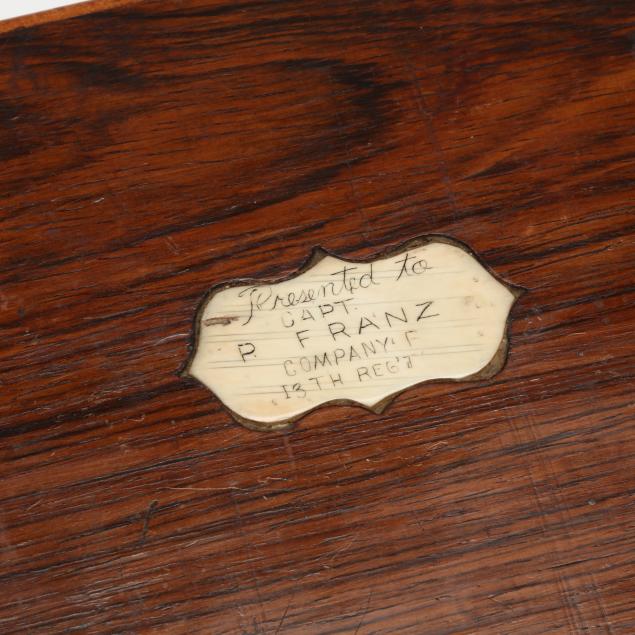 Presented to
CAPT.
P. FRANZ
COMPANY. F
13TH REG'T